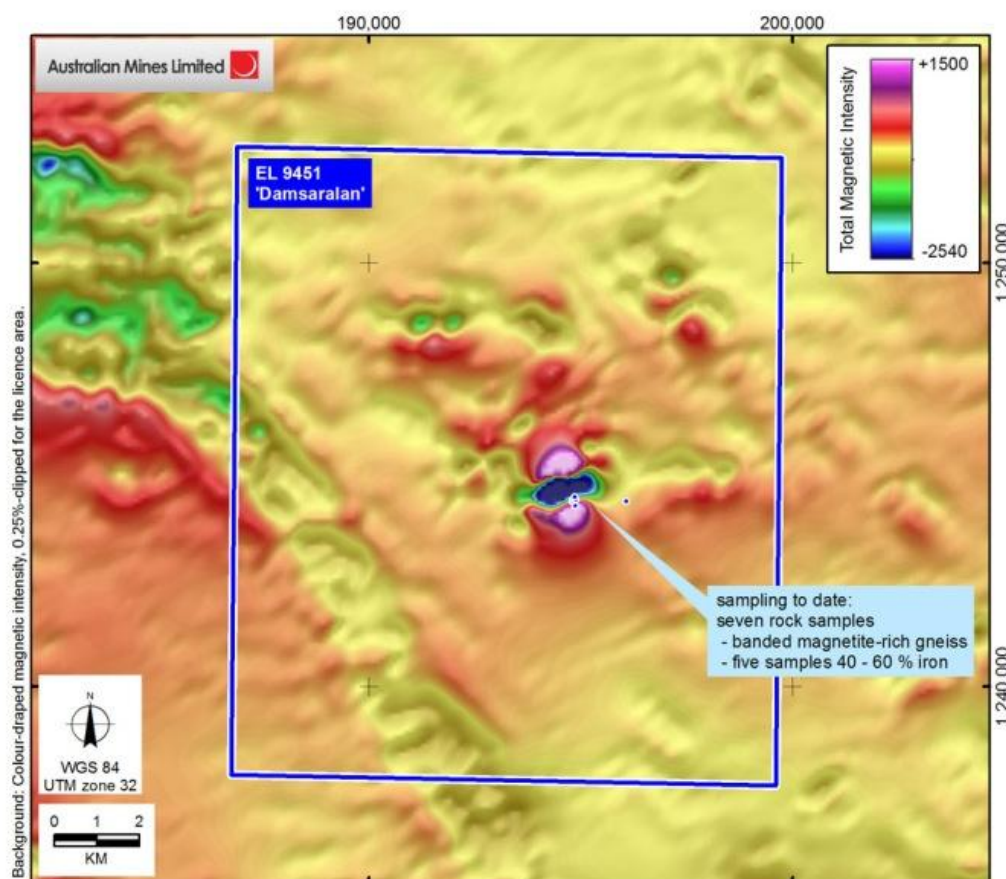 190,000
200,000
Australian Mines Limited
+1500
Total Magnetic Intensity
-2540
EL 9451
'Damsaralan'
1,250,000
sampling to date:
seven rock samples
- banded magnetite-rich gneiss
- five samples 40 - 60 % iron
1,240,000
N
WGS 84
UTM zone 32
0 1 2
KM
Background: Colour-draped magnetic intensity, 0.25%-clipped for the licence area.